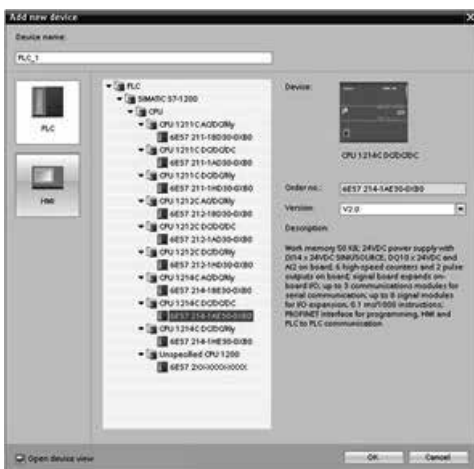 Add new device
Device name:
PLC_1
PLC
HMI
PLC
SIMATIC S7-1200
CPU
CPU 1211C AC/DC/Rly
6ES7 211-1BD30-0XB0
CPU 1211C DC/DC/DC
6ES7 211-1AD30-0XB0
CPU 1211C DC/DC/Rly
6ES7 211-1HD30-0XB0
CPU 1212C AC/DC/Rly
6ES7 212-1BD30-0XB0
CPU 1212C DC/DC/DC
6ES7 212-1AD30-0XB0
CPU 1212C DC/DC/Rly
6ES7 212-1HD30-0XB0
CPU 1214C AC/DC/Rly
6ES7 214-1BE30-0XB0
CPU 1214C DC/DC/DC
6ES7 214-1AE30-0XB0
CPU 1214C DC/DC/Rly
6ES7 214-1HE30-0XB0
Unspecified CPU 1200
6ES7 2XX-XXXXX-XXXX
Device:
CPU 1214C DC/DC/DC
Order no.: 6ES7 214-1AE30-0XB0
Version: V2.0
Description:
Work memory 50 KB; 24VDC power supply with
DI14 x 24VDC SINK/SOURCE, DQ10 x 24VDC and
AI2 on board; 6 high-speed counters and 2 pulse
outputs on board; signal board expands on-
board I/O; up to 3 communications modules for
serial communication; up to 8 signal modules
for I/O expansion; 0.1 ms/1000 instructions;
PROFINET interface for programming, HMI and
PLC to PLC communication
Open device view
OK
Cancel